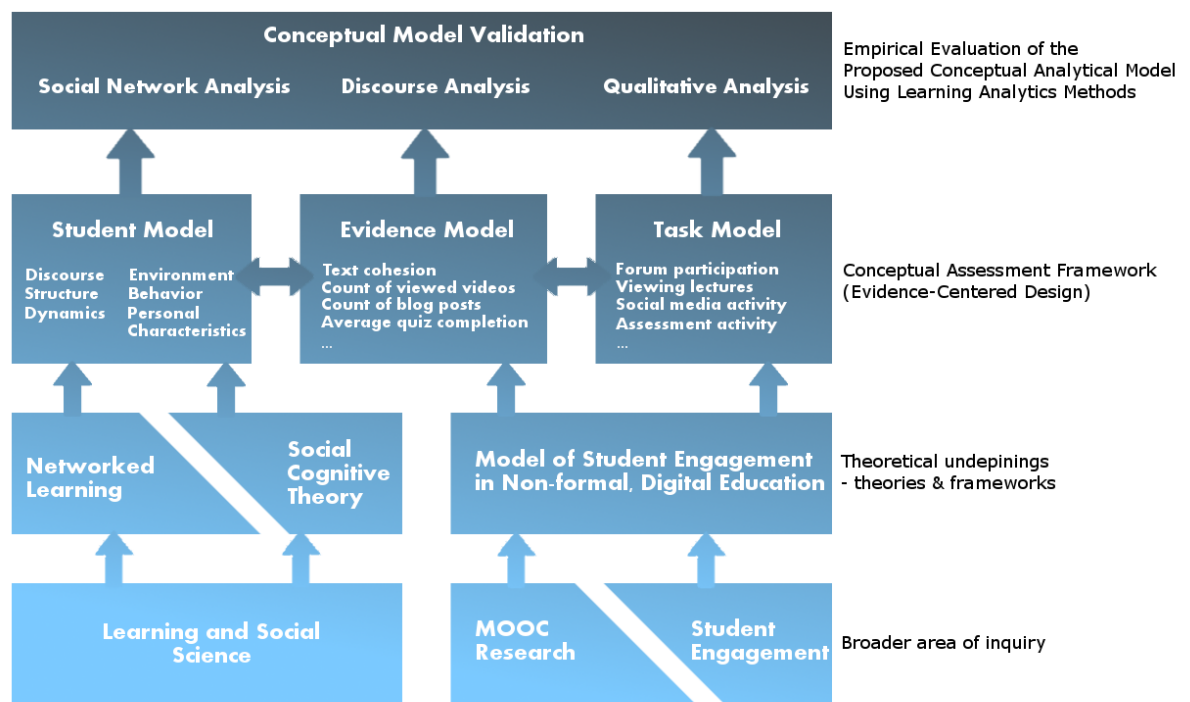 Conceptual Model Validation
Social Network Analysis
Discourse Analysis
Qualitative Analysis
Empirical Evaluation of the
Proposed Conceptual Analytical Model
Using Learning Analytics Methods
Student Model
Discourse
Structure
Dynamics
Environment
Behavior
Personal
Characteristics
Evidence Model
Text cohesion
Count of viewed videos
Count of blog posts
Average quiz completion
...
Task Model
Forum participation
Viewing lectures
Social media activity
Assessment activity
...
Conceptual Assessment Framework
(Evidence-Centered Design)
Networked
Learning
Social
Cognitive
Theory
Model of Student Engagement
in Non-formal, Digital Education
Theoretical undepinings
- theories & frameworks
Learning and Social
Science
MOOC
Research
Student
Engagement
Broader area of inquiry